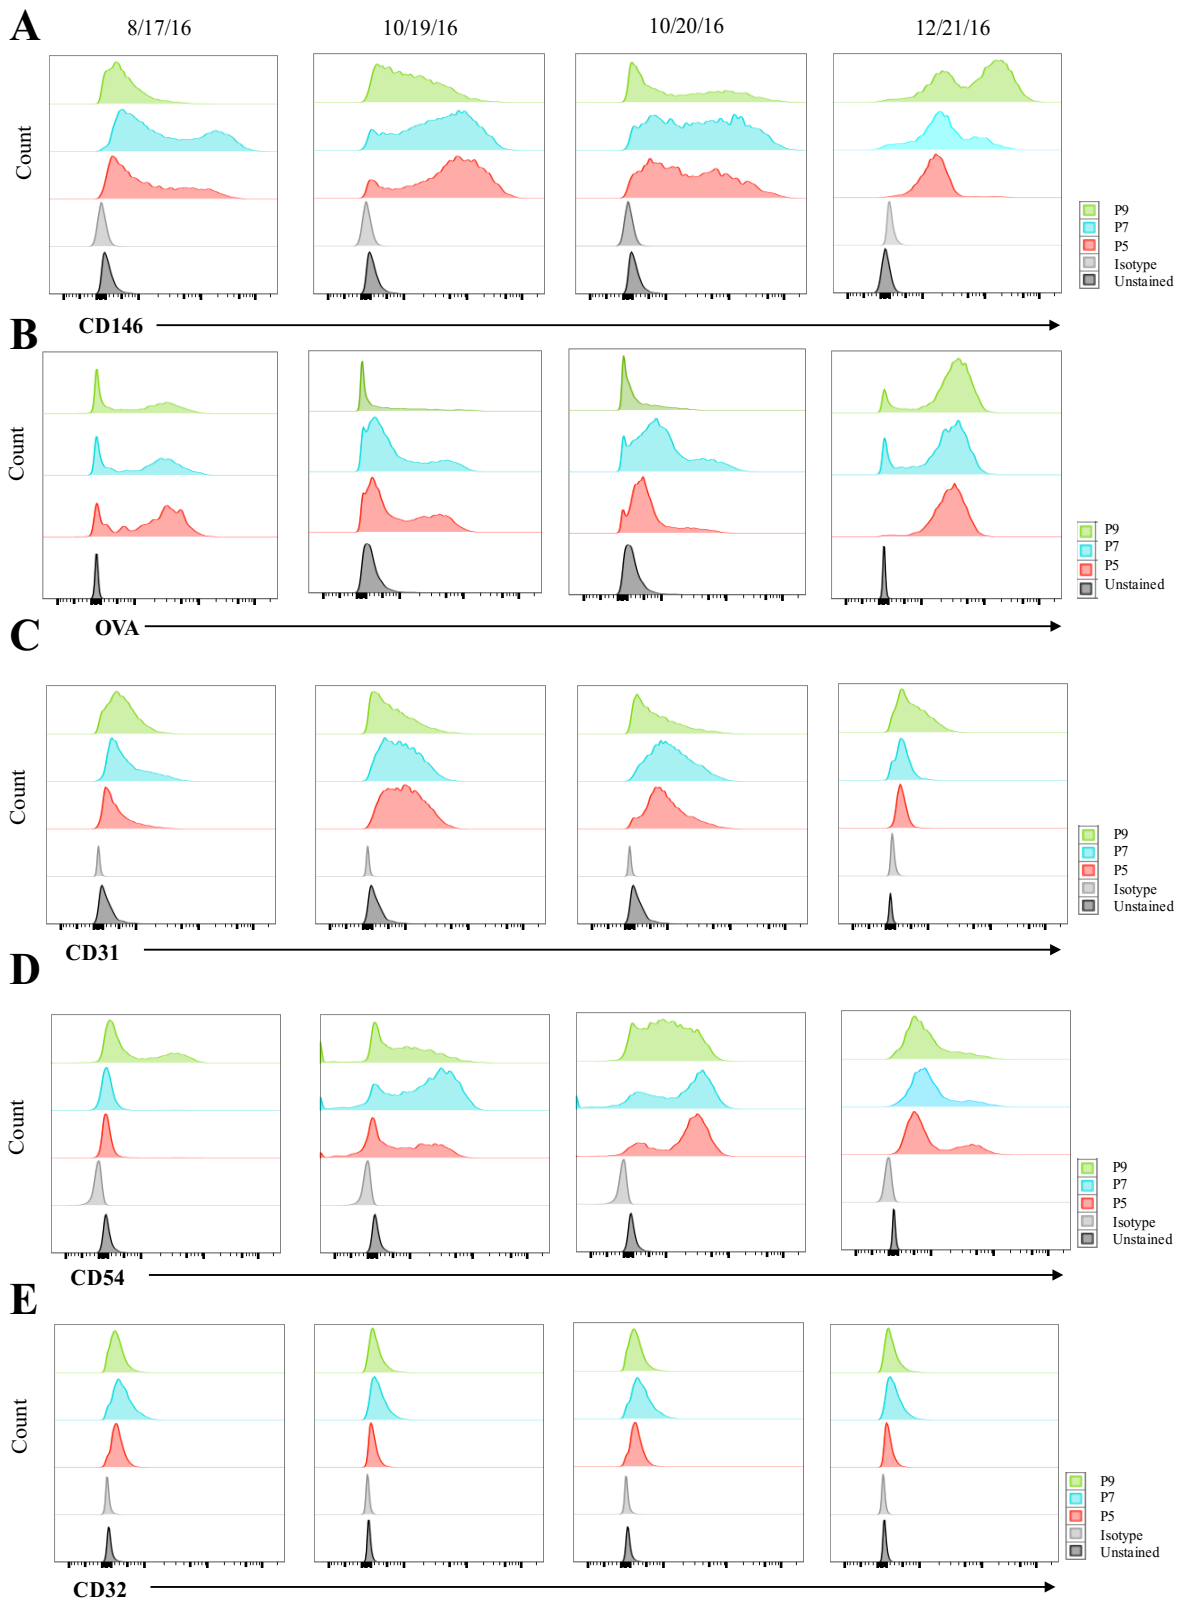 A
8/17/16
10/19/16
10/20/16
12/21/16
Count
P9
P7
P5
Isotype
Unstained
CD146
B
Count
P9
P7
P5
Unstained
OVA
C
Count
P9
P7
P5
Isotype
Unstained
CD31
D
Count
P9
P7
P5
Isotype
Unstained
CD54
E
Count
P9
P7
P5
Isotype
Unstained
CD32